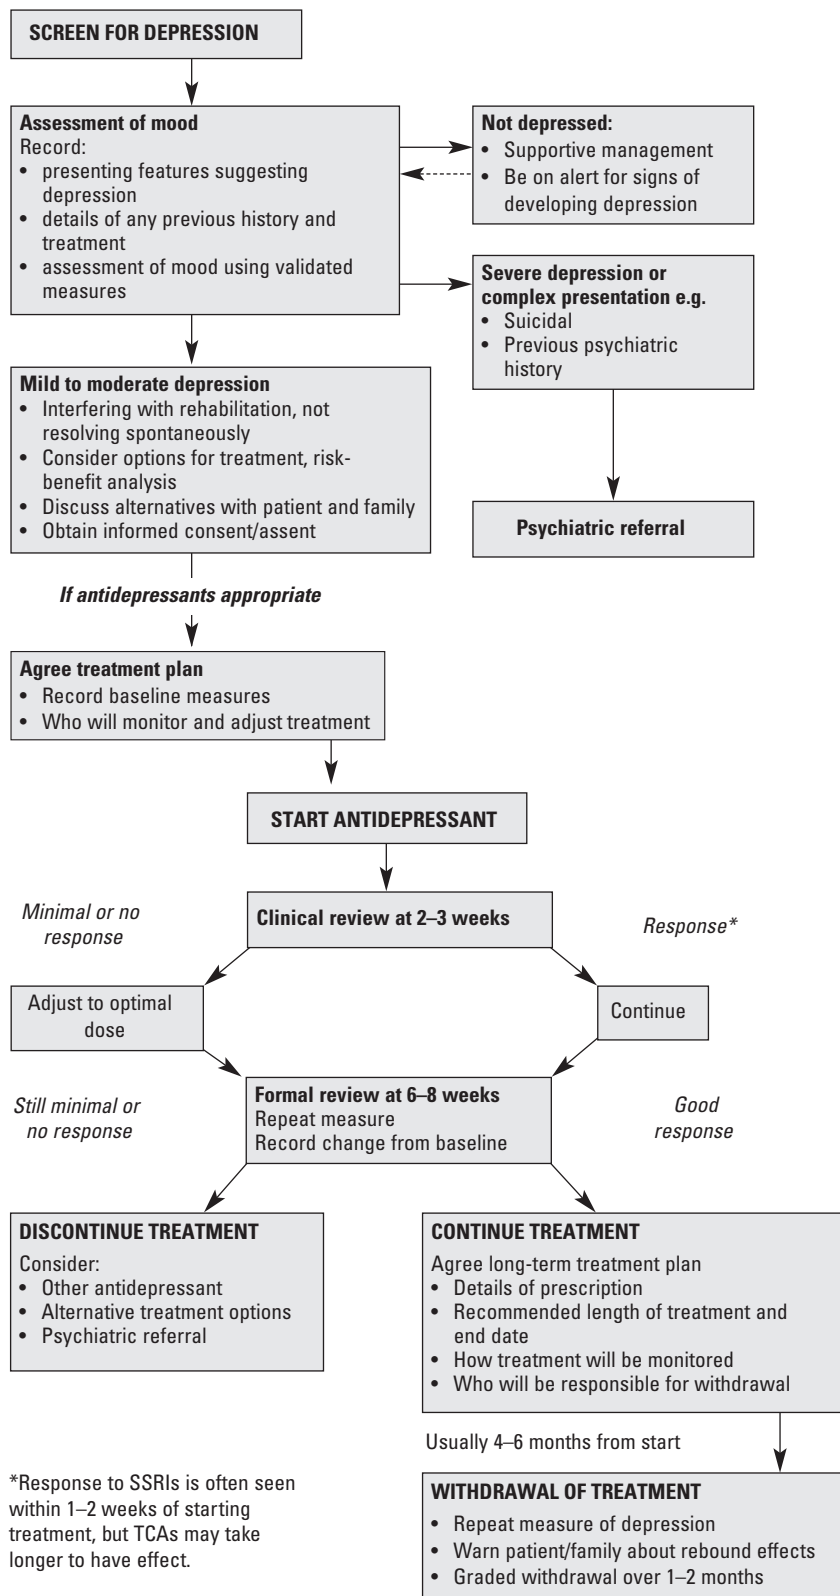 SCREEN FOR DEPRESSION
Assessment of mood
Record:
• presenting features suggesting
depression
• details of any previous history and
treatment
• assessment of mood using validated
measures
Not depressed:
• Supportive management
• Be on alert for signs of
developing depression
Severe depression or
complex presentation e.g.
• Suicidal
• Previous psychiatric
history
Psychiatric referral
Mild to moderate depression
• Interfering with rehabilitation, not
resolving spontaneously
• Consider options for treatment, risk-
benefit analysis
• Discuss alternatives with patient and family
• Obtain informed consent/assent
If antidepressants appropriate
Agree treatment plan
• Record baseline measures
• Who will monitor and adjust treatment
START ANTIDEPRESSANT
Clinical review at 2–3 weeks
Minimal or no
response
Response*
Adjust to optimal
dose
Continue
Formal review at 6–8 weeks
Repeat measure
Record change from baseline
Still minimal or
no response
Good
response
DISCONTINUE TREATMENT
Consider:
• Other antidepressant
• Alternative treatment options
• Psychiatric referral
CONTINUE TREATMENT
Agree long-term treatment plan
• Details of prescription
• Recommended length of treatment and
end date
• How treatment will be monitored
• Who will be responsible for withdrawal
Usually 4–6 months from start
WITHDRAWAL OF TREATMENT
• Repeat measure of depression
• Warn patient/family about rebound effects
• Graded withdrawal over 1–2 months
*Response to SSRIs is often seen
within 1–2 weeks of starting
treatment, but TCAs may take
longer to have effect.